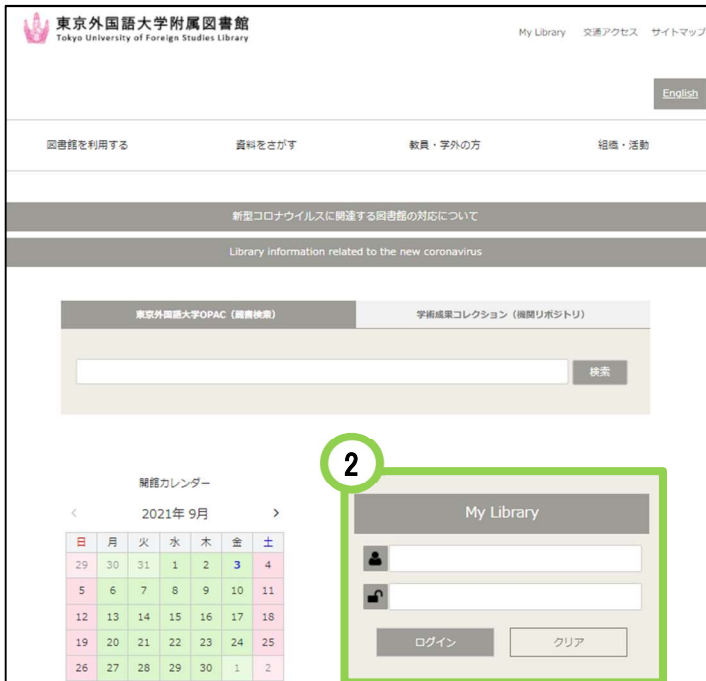 東京外国語大学附属図書館
Tokyo University of Foreign Studies Library
My Library 交通アクセス サイトマップ
English
図書館を利用する 資料をさがす 教員・学外の方 組織・活動
新型コロナウイルスに関連する図書館の対応について
Library information related to the new coronavirus
東京外国語大学OPAC（図書検索） 学術成果コレクション（機関リポジトリ）
検索
開館カレンダー
< 2021年 9月 >
日 月 火 水 木 金 土
29 30 31 1 2 3 4
5 6 7 8 9 10 11
12 13 14 15 16 17 18
19 20 21 22 23 24 25
26 27 28 29 30 1 2
2
My Library
ログイン クリア